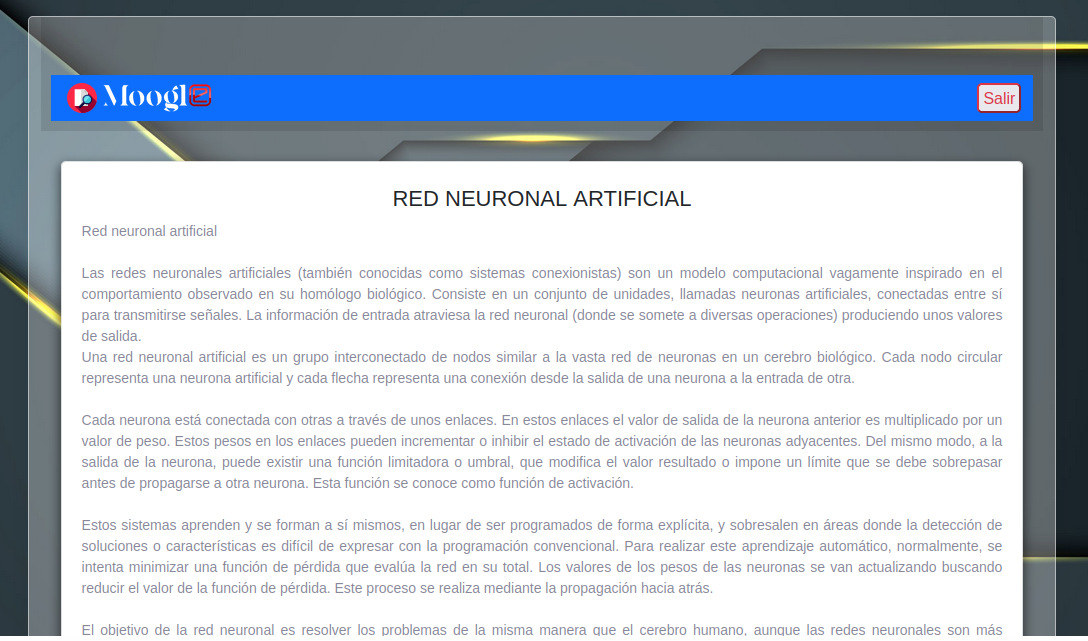 Moogle
Salir
RED NEURONAL ARTIFICIAL
Red neuronal artificial
Las redes neuronales artificiales (también conocidas como sistemas conexionistas) son un modelo computacional vagamente inspirado en el
comportamiento observado en su homólogo biológico. Consiste en un conjunto de unidades, llamadas neuronas artificiales, conectadas entre sí
para transmitirse señales. La información de entrada atraviesa la red neuronal (donde se somete a diversas operaciones) produciendo unos valores
de salida.
Una red neuronal artificial es un grupo interconectado de nodos similar a la vasta red de neuronas en un cerebro biológico. Cada nodo circular
representa una neurona artificial y cada flecha representa una conexión desde la salida de una neurona a la entrada de otra.
Cada neurona está conectada con otras a través de unos enlaces. En estos enlaces el valor de salida de la neurona anterior es multiplicado por un
valor de peso. Estos pesos en los enlaces pueden incrementar o inhibir el estado de activación de las neuronas adyacentes. Del mismo modo, a la
salida de la neurona, puede existir una función limitadora o umbral, que modifica el valor resultado o impone un límite que se debe sobrepasar
antes de propagarse a otra neurona. Esta función se conoce como función de activación.
Estos sistemas aprenden y se forman a sí mismos, en lugar de ser programados de forma explícita, y sobresalen en áreas donde la detección de
soluciones o características es difícil de expresar con la programación convencional. Para realizar este aprendizaje automático, normalmente, se
intenta minimizar una función de pérdida que evalúa la red en su total. Los valores de los pesos de las neuronas se van actualizando buscando
reducir el valor de la función de pérdida. Este proceso se realiza mediante la propagación hacia atrás.
El objetivo de la red neuronal es resolver los problemas de la misma manera que el cerebro humano, aunque las redes neuronales son más